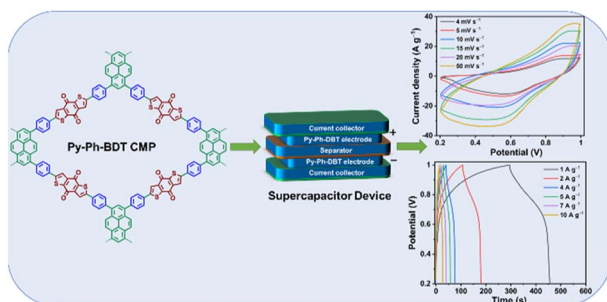 Py-Ph-BDT CMP
Current collector
Py-Ph-DBT electrode
Separator
Py-Ph-DBT electrode
Current collector
+
−
Supercapacitor Device
Current density (A g⁻¹)
40
20
0
-20
-40
4 mV s⁻¹
5 mV s⁻¹
10 mV s⁻¹
15 mV s⁻¹
20 mV s⁻¹
50 mV s⁻¹
0.2
0.4
0.6
0.8
1
Potential (V)
Potential (V)
1.0
0.8
0.6
0.4
0.2
1 A g⁻¹
2 A g⁻¹
4 A g⁻¹
5 A g⁻¹
7 A g⁻¹
10 A g⁻¹
0
100
200
300
400
500
600
Time (s)